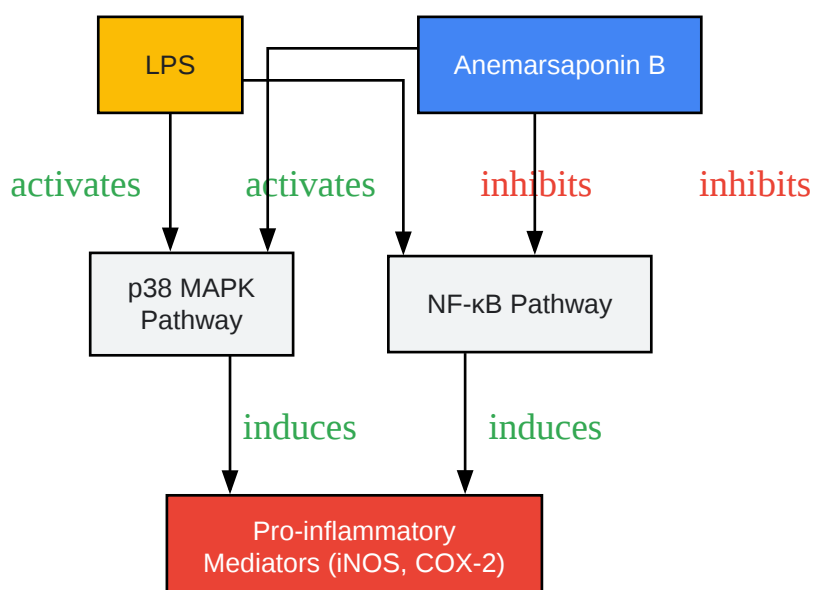 LPS
Anemarsaponin B
activates
activates
inhibits
inhibits
p38 MAPK
Pathway
NF-κB Pathway
induces
induces
Pro-inflammatory
Mediators (iNOS, COX-2)